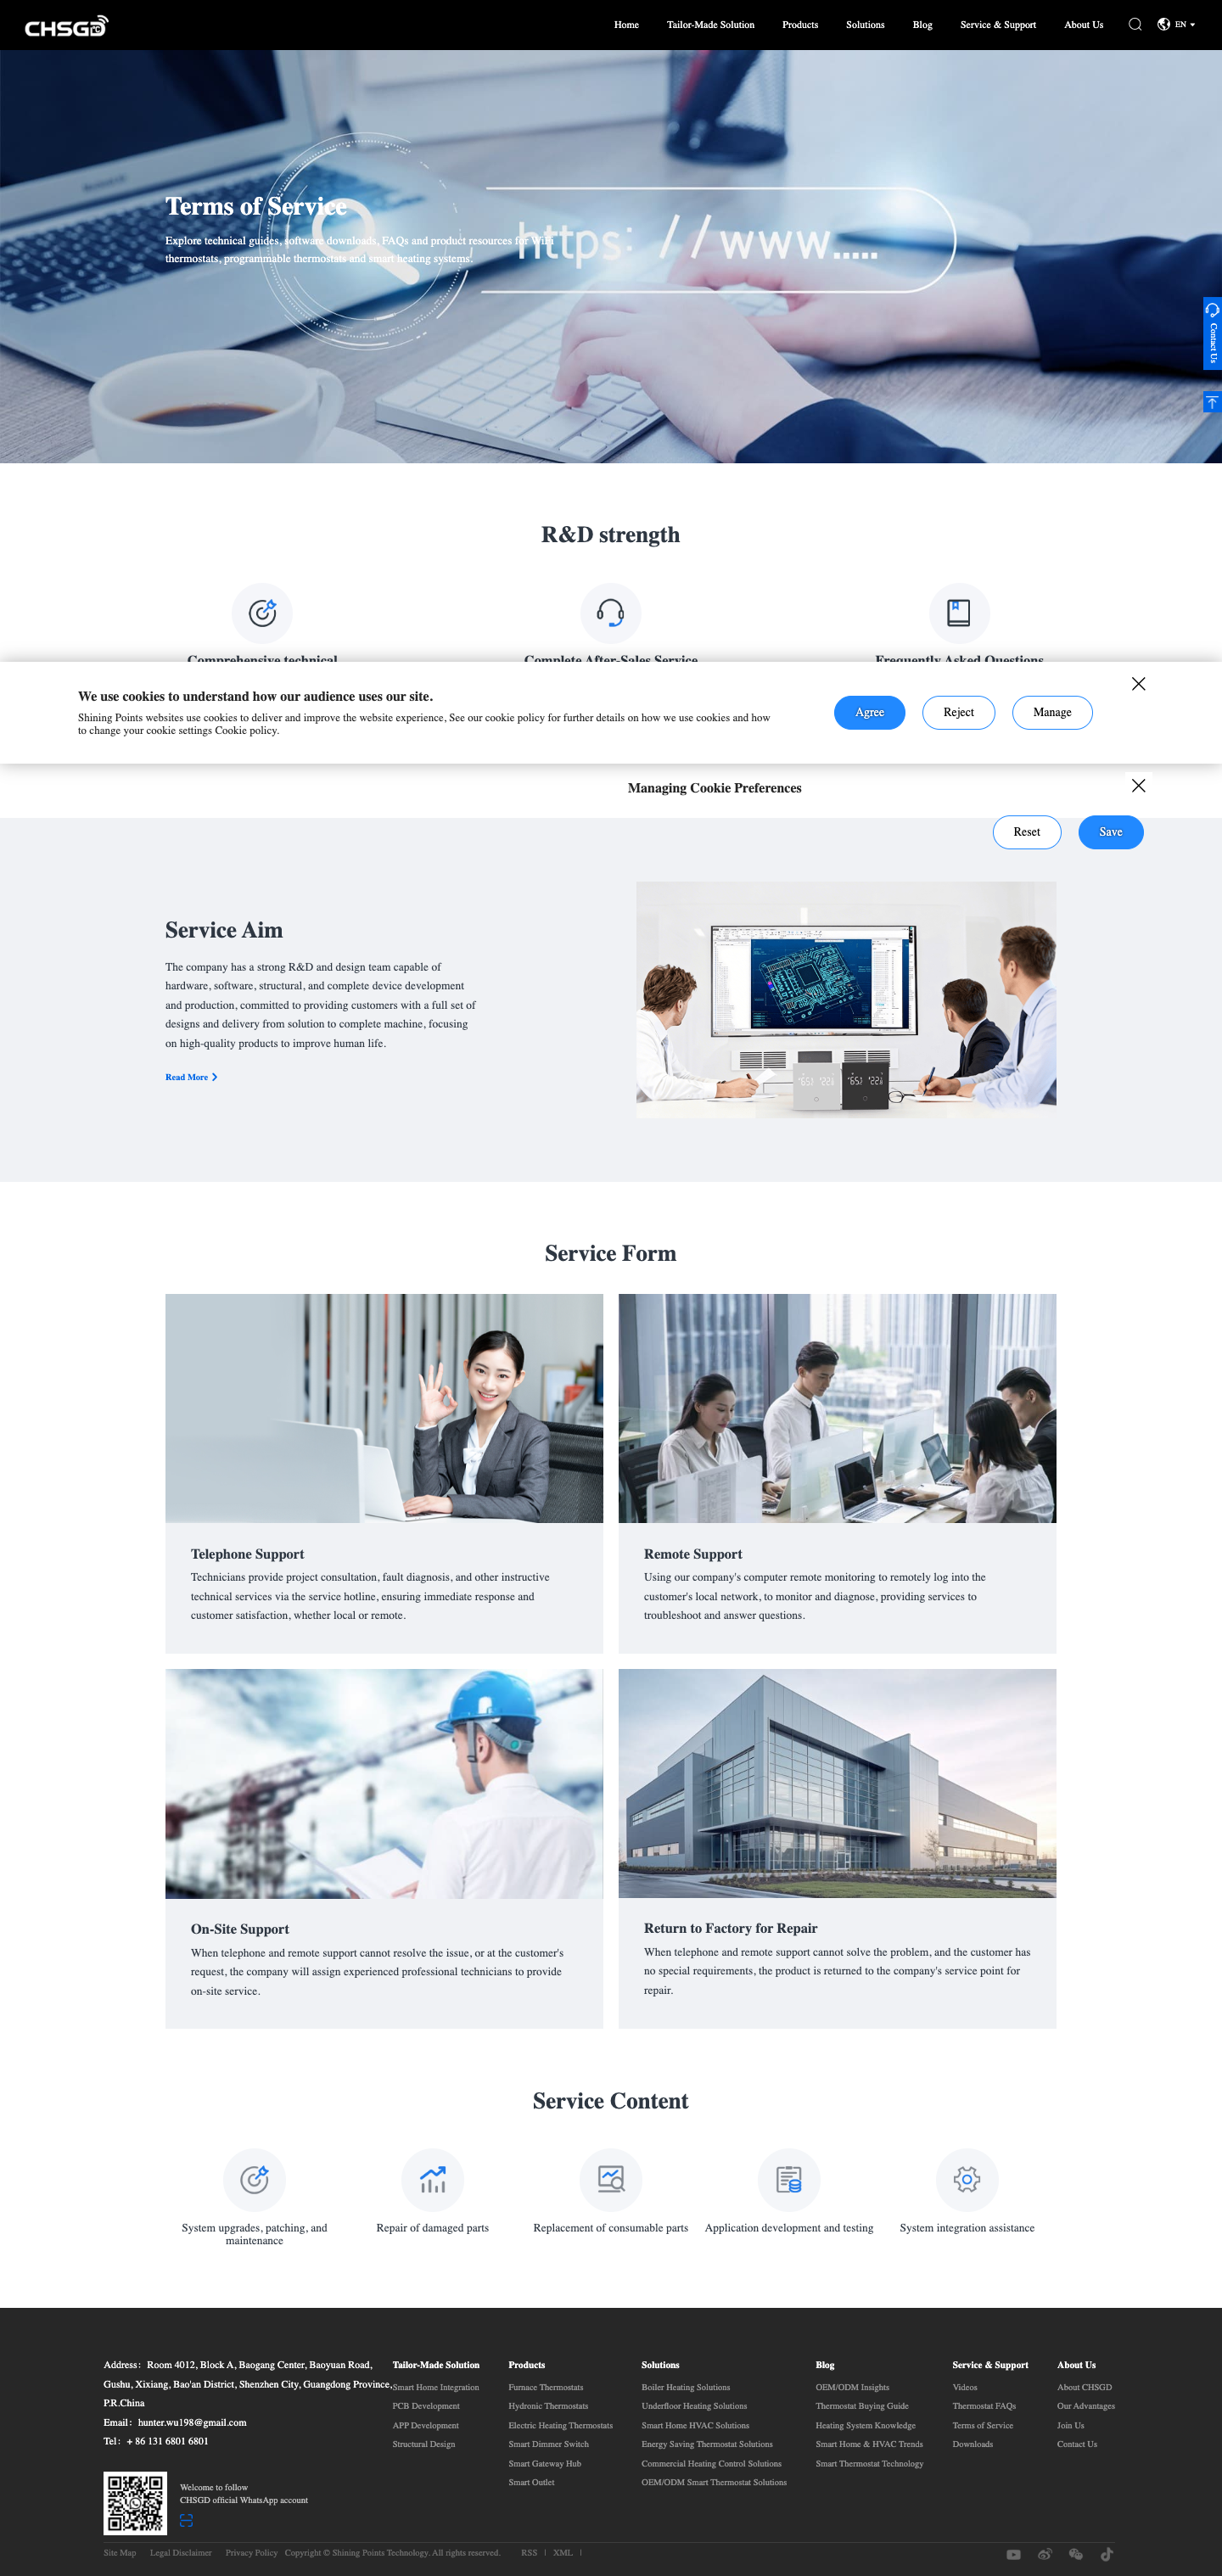 CHSGD
Home Tailor-Made Solution Products Solutions Blog Service & Support About Us EN
Terms of Service
Explore technical guides, software downloads, FAQs and product resources for WiFi
thermostats, programmable thermostats and smart heating systems.
https: //www.....
Contact Us
R&D strength
Comprehensive technical
Complete After-Sales Service
Frequently Asked Questions
We use cookies to understand how our audience uses our site.
Shining Points websites use cookies to deliver and improve the website experience, See our cookie policy for further details on how we use cookies and how
to change your cookie settings Cookie policy.
Agree Reject Manage
Managing Cookie Preferences
Reset Save
Service Aim
The company has a strong R&D and design team capable of
hardware, software, structural, and complete device development
and production, committed to providing customers with a full set of
designs and delivery from solution to complete machine, focusing
on high-quality products to improve human life.
Read More
Service Form
Telephone Support
Technicians provide project consultation, fault diagnosis, and other instructive
technical services via the service hotline, ensuring immediate response and
customer satisfaction, whether local or remote.
Remote Support
Using our company's computer remote monitoring to remotely log into the
customer's local network, to monitor and diagnose, providing services to
troubleshoot and answer questions.
On-Site Support
When telephone and remote support cannot resolve the issue, or at the customer's
request, the company will assign experienced professional technicians to provide
on-site service.
Return to Factory for Repair
When telephone and remote support cannot solve the problem, and the customer has
no special requirements, the product is returned to the company's service point for
repair.
Service Content
System upgrades, patching, and
maintenance
Repair of damaged parts
Replacement of consumable parts
Application development and testing
System integration assistance
Address：Room 4012, Block A, Baogang Center, Baoyuan Road,
Gushu, Xixiang, Bao'an District, Shenzhen City, Guangdong Province,
P.R.China
Email：hunter.wu198@gmail.com
Tel：+ 86 131 6801 6801
Welcome to follow
CHSGD official WhatsApp account
Tailor-Made Solution
Smart Home Integration
PCB Development
APP Development
Structural Design
Products
Furnace Thermostats
Hydronic Thermostats
Electric Heating Thermostats
Smart Dimmer Switch
Smart Gateway Hub
Smart Outlet
Solutions
Boiler Heating Solutions
Underfloor Heating Solutions
Smart Home HVAC Solutions
Energy Saving Thermostat Solutions
Commercial Heating Control Solutions
OEM/ODM Smart Thermostat Solutions
Blog
OEM/ODM Insights
Thermostat Buying Guide
Heating System Knowledge
Smart Home & HVAC Trends
Smart Thermostat Technology
Service & Support
Videos
Thermostat FAQs
Terms of Service
Downloads
About Us
About CHSGD
Our Advantages
Join Us
Contact Us
Site Map Legal Disclaimer Privacy Policy Copyright © Shining Points Technology. All rights reserved. RSS | XML |